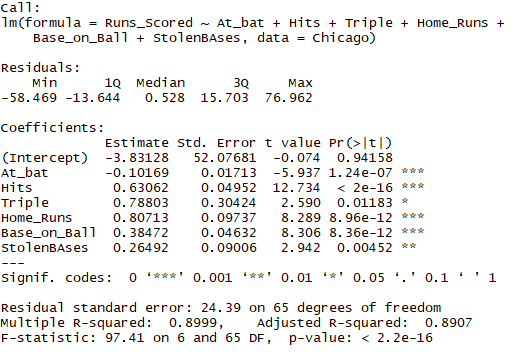 Call:
lm(formula = Runs_Scored ~ At_bat + Hits + Triple + Home_Runs +
    Base_on_Ball + StolenBAses, data = Chicago)
Residuals:
    Min      1Q  Median      3Q     Max
-58.469 -13.644   0.528  15.703  76.962
Coefficients:
             Estimate Std. Error t value Pr(>|t|)
(Intercept)  -3.83128   52.07681  -0.074  0.94158
At_bat       -0.10169    0.01713  -5.937 1.24e-07 ***
Hits          0.63062    0.04952  12.734  < 2e-16 ***
Triple        0.78803    0.30424   2.590  0.01183 *
Home_Runs     0.80713    0.09737   8.289 8.96e-12 ***
Base_on_Ball  0.38472    0.04632   8.306 8.36e-12 ***
StolenBAses   0.26492    0.09006   2.942  0.00452 **
---
Signif. codes:  0 ‘***’ 0.001 ‘**’ 0.01 ‘*’ 0.05 ‘.’ 0.1 ‘ ’ 1
Residual standard error: 24.39 on 65 degrees of freedom
Multiple R-squared:  0.8999,    Adjusted R-squared:  0.8907
F-statistic: 97.41 on 6 and 65 DF,  p-value: < 2.2e-16